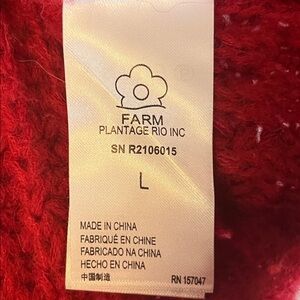 FARM
PLANTAGE RIO INC
SN R2106015
L
MADE IN CHINA
FABRIQUÉ EN CHINE
FABRICADO NA CHINA
HECHO EN CHINA
中国制造 RN 157047